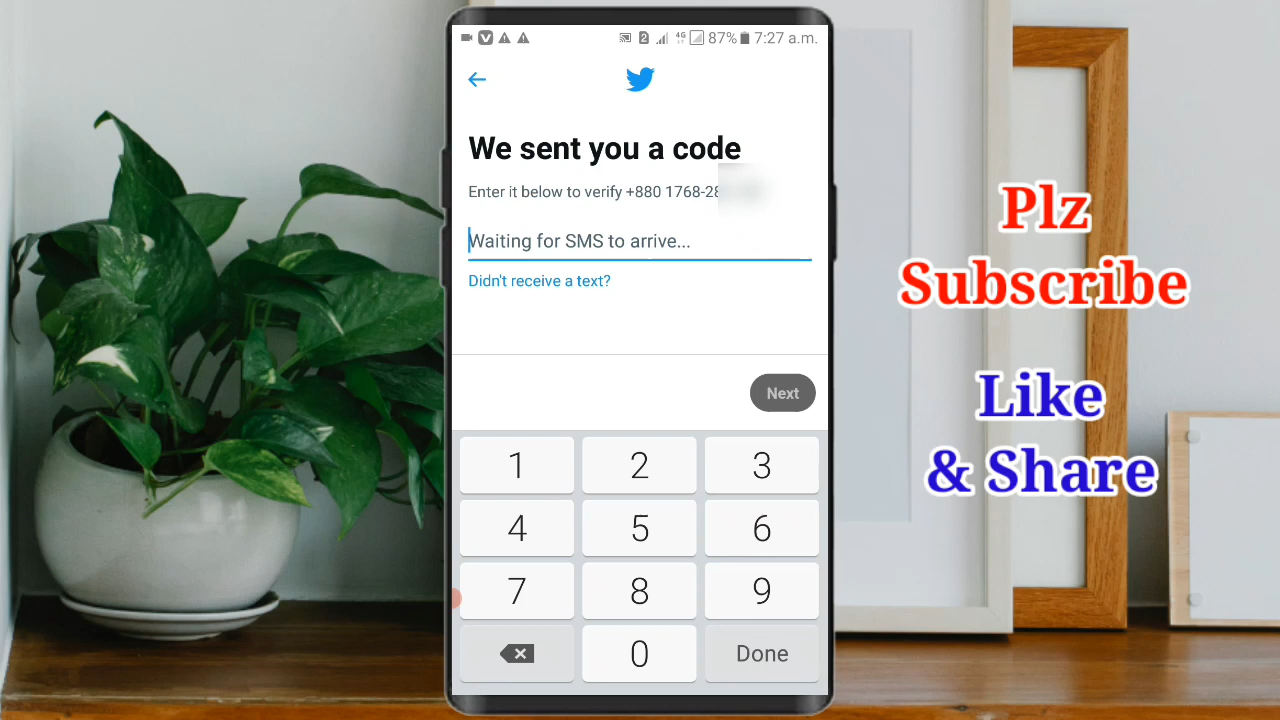 2 4G 87% 7:27 a.m.
We sent you a code
Enter it below to verify +880 1768-28
Waiting for SMS to arrive...
Didn't receive a text?
Next
1 2 3
4 5 6
7 8 9
0 Done
Plz
Subscribe
Like
& Share